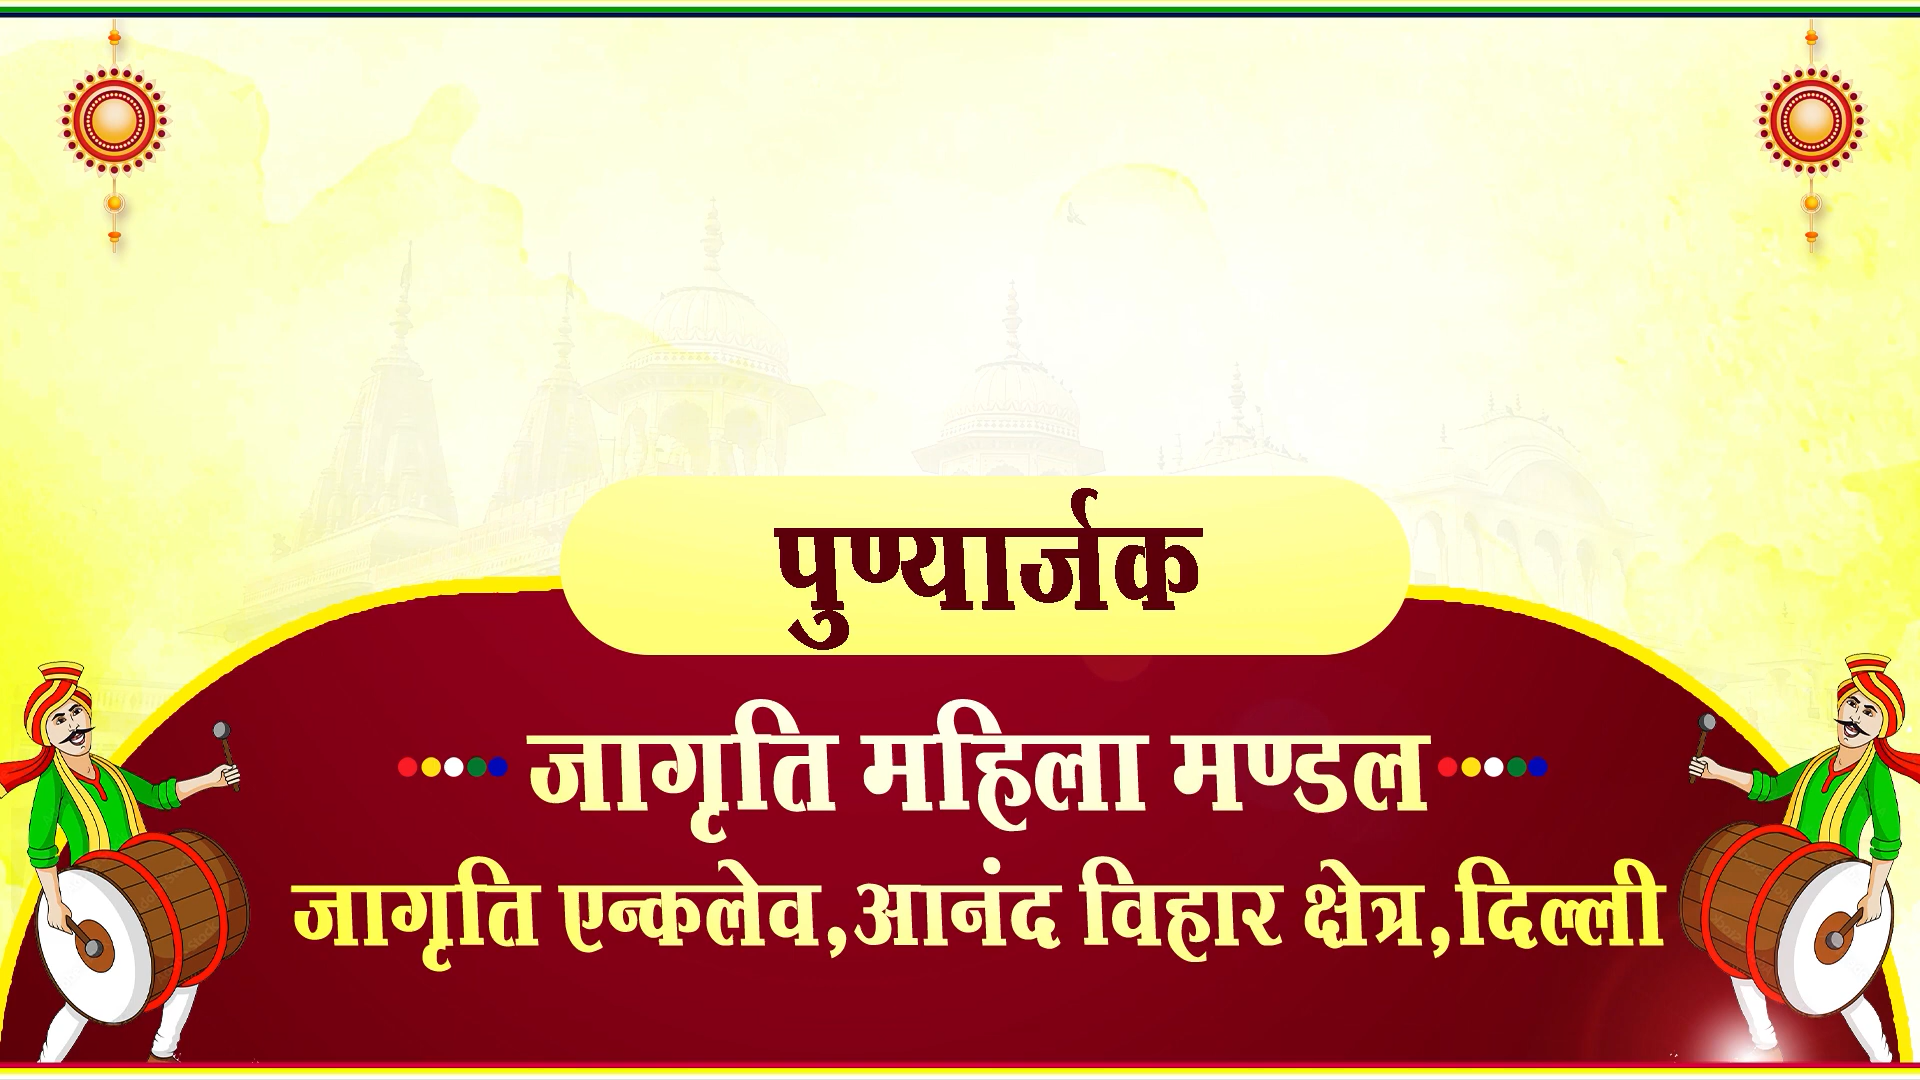 पुण्यार्जक
जागृति महिला मण्डल
जागृति एन्कलेव,आनंद विहार क्षेत्र,दिल्ली